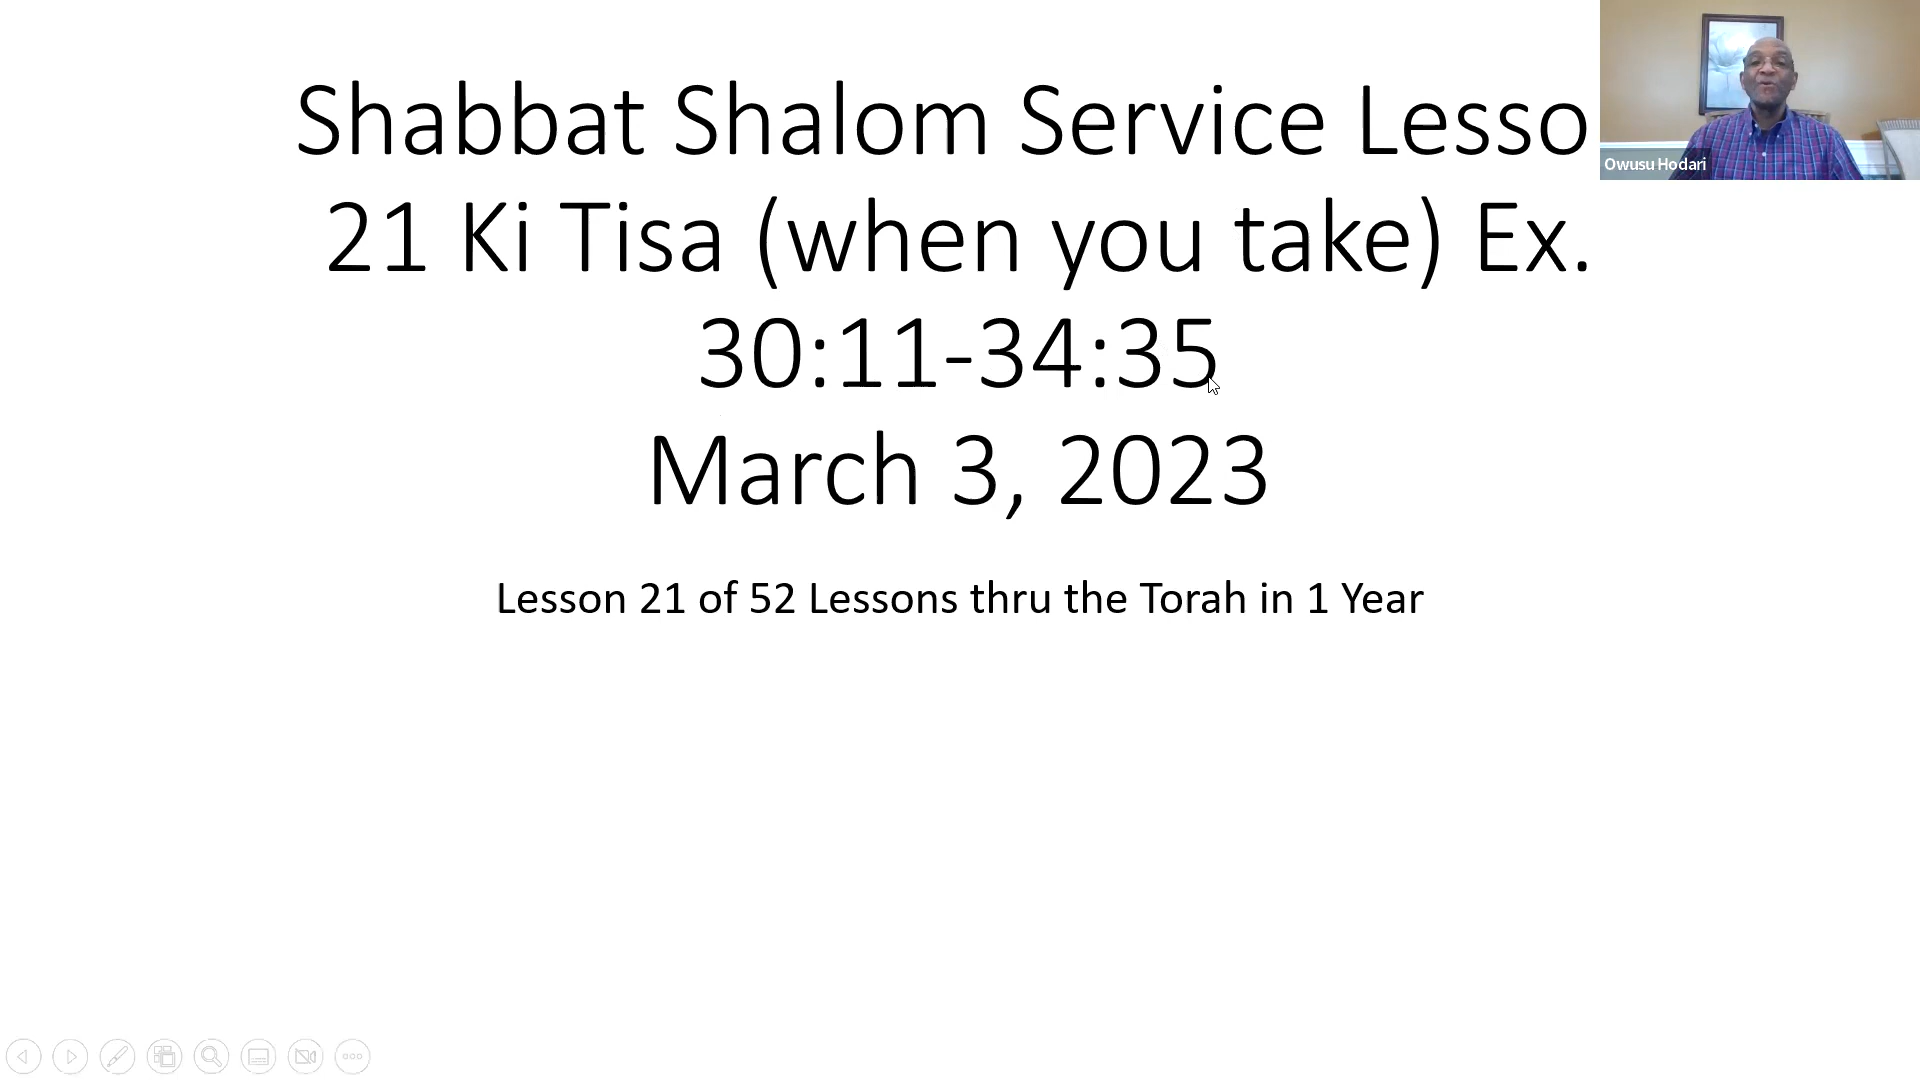 Shabbat Shalom Service Lesso
21 Ki Tisa (when you take) Ex.
30:11-34:35
March 3, 2023
Lesson 21 of 52 Lessons thru the Torah in 1 Year
Owusu Hodari